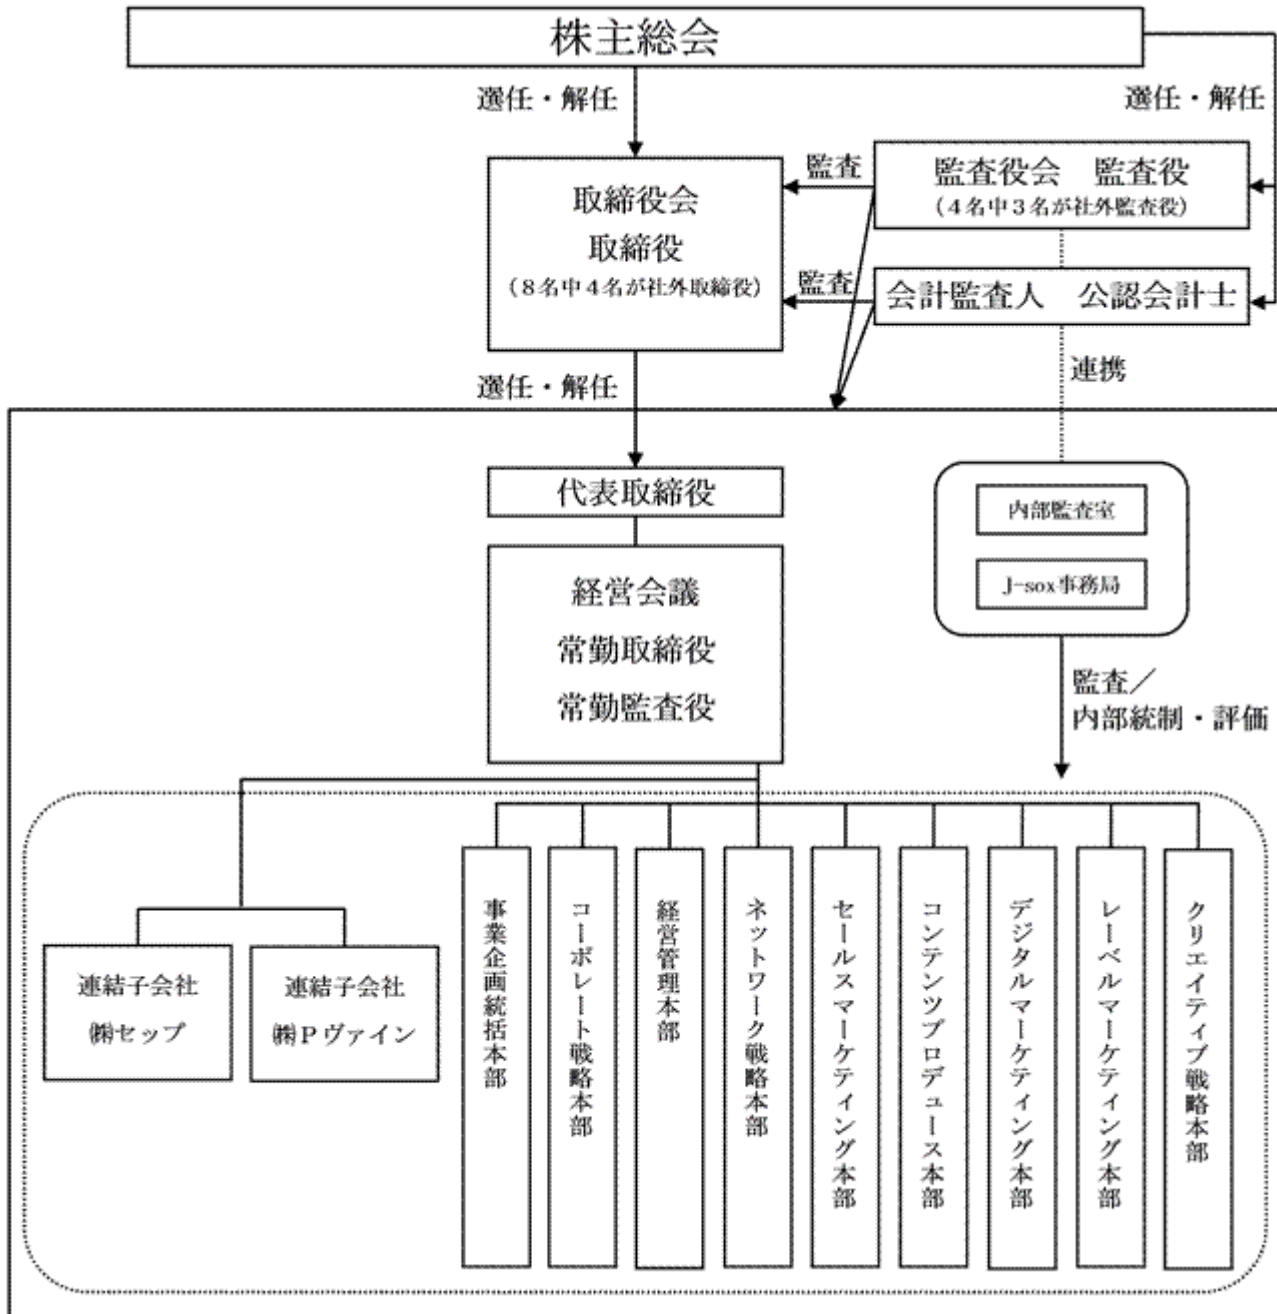 株主総会
選任・解任
選任・解任
監査
監査役会　監査役
（４名中３名が社外監査役）
取締役会
取締役
（８名中４名が社外取締役）
監査
会計監査人　公認会計士
連携
選任・解任
代表取締役
内部監査室
J-sox事務局
経営会議
常勤取締役
常勤監査役
監査／
内部統制・評価
連結子会社
㈱セップ
連結子会社
㈱Ｐヴァイン
事業企画統括本部
コーポレート戦略本部
経営管理本部
ネットワーク戦略本部
セールスマーケティング本部
コンテンツプロデュース本部
デジタルマーケティング本部
レーベルマーケティング本部
クリエイティブ戦略本部